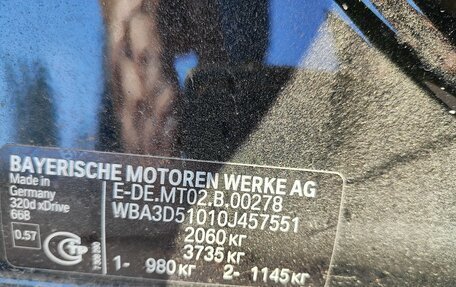 BAYERISCHE MOTOREN WERKE AG
Made in
Germany
320d xDrive
66B
0.57
E-DE.MT02.B.00278
WBA3D51010J457551
2060 кг
3735 кг
1- 980 кг 2- 1145 кг